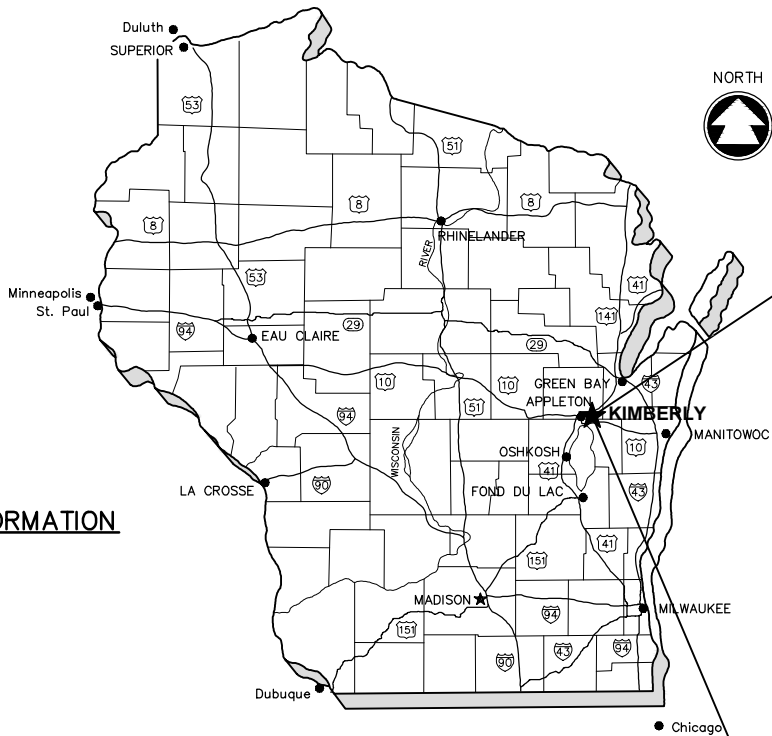 Duluth
SUPERIOR
53
NORTH
51
8
8
8
RHINELANDER
RIVER
53
41
Minneapolis
St. Paul
94
29
141
EAU CLAIRE
29
10
10
GREEN BAY
43
APPLETON
KIMBERLY
51
94
MANITOWOC
10
WISCONSIN
OSHKOSH
41
LA CROSSE
90
FOND DU LAC
43
ORMATION
41
151
MADISON
94
MILWAUKEE
151
43
94
90
Dubuque
Chicago